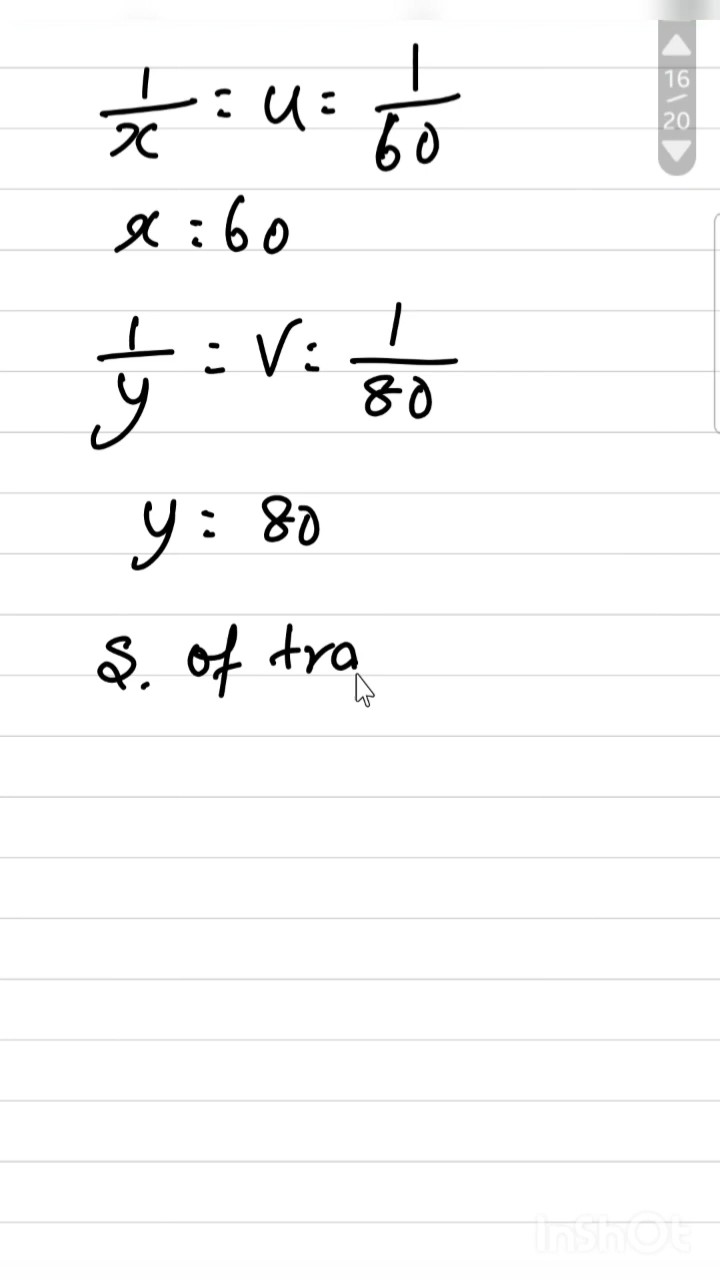 16
20
1/x = u = 1/60
x = 60
1/y = v = 1/80
y = 80
S. of tra
InShOt